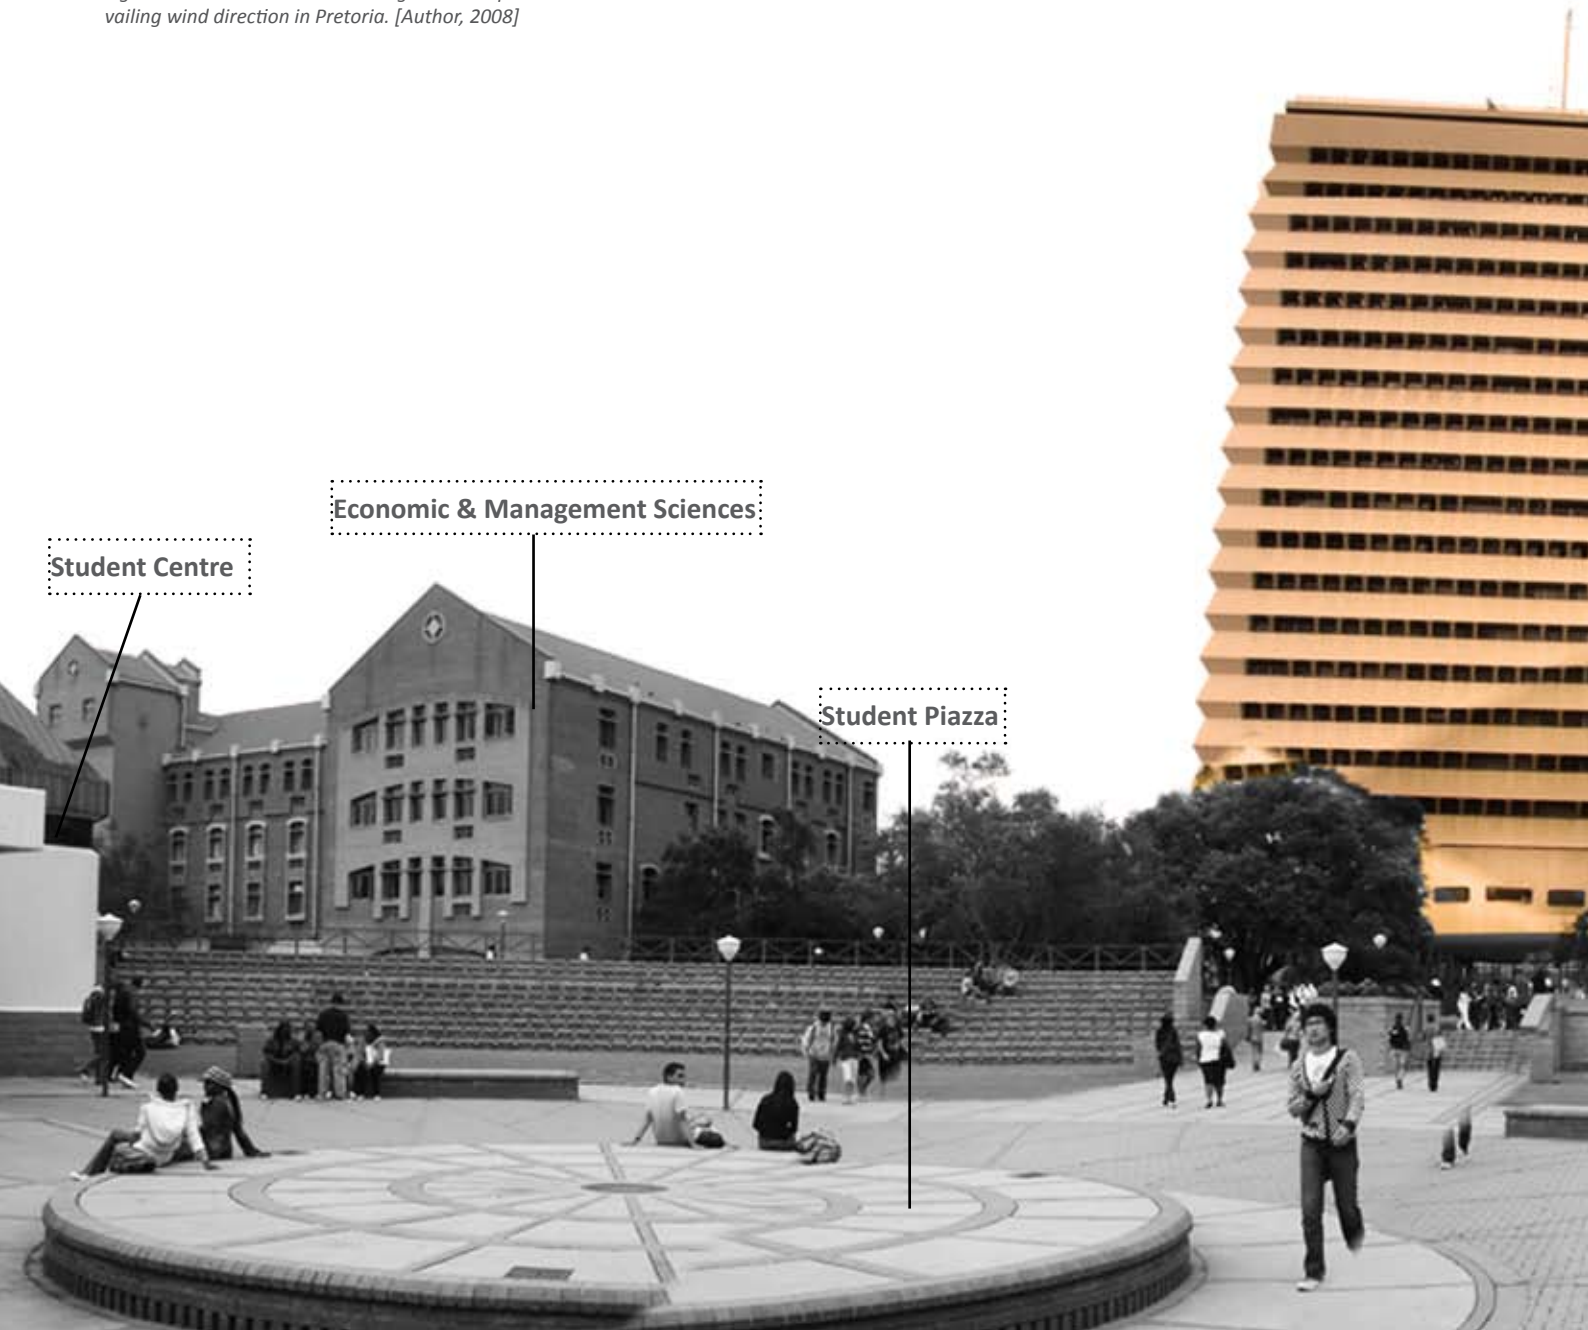 vailing wind direction in Pretoria. [Author, 2008]
Economic & Management Sciences
Student Centre
Student Piazza